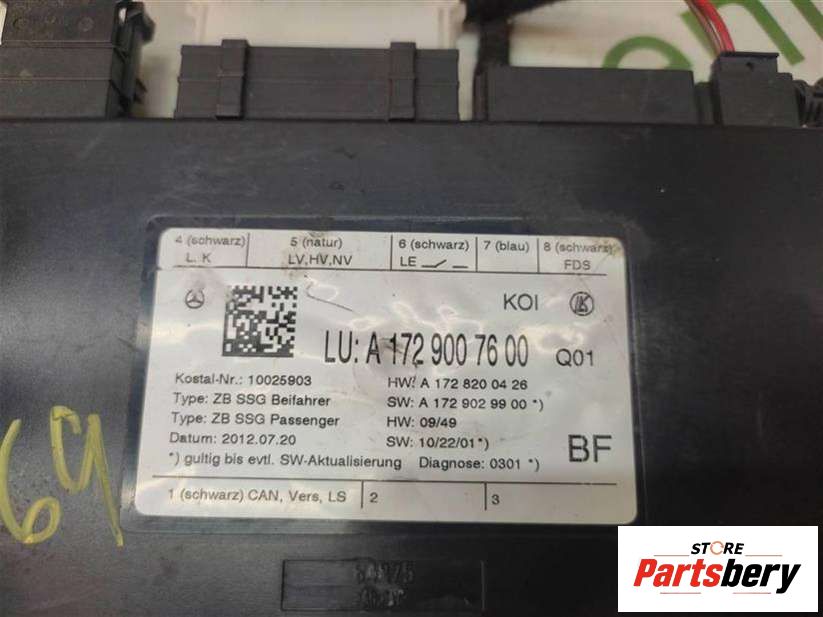 4 (schwarz) 5 (natur) 6 (schwarz) 7 (blau) 8 (schwarz)
L. K LV,HV,NV LE FDS
KOI
LU: A 172 900 76 00 Q01
Kostal-Nr.: 10025903 HW: A 172 820 04 26
Type: ZB SSG Beifahrer SW: A 172 902 99 00 *)
Type: ZB SSG Passenger HW: 09/49
Datum: 2012.07.20 SW: 10/22/01 *) BF
*) gultig bis evtl. SW-Aktualisierung Diagnose: 0301 *)
1 (schwarz) CAN, Vers, LS 2 3
69
STORE
Partsbery